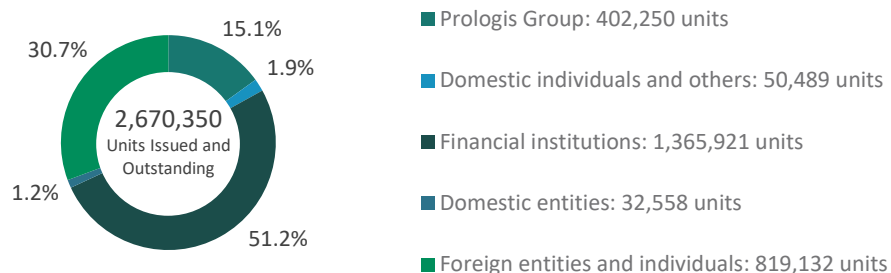 30.7%
15.1%
1.9%
2,670,350
Units Issued and
Outstanding
1.2%
51.2%
Prologis Group: 402,250 units
Domestic individuals and others: 50,489 units
Financial institutions: 1,365,921 units
Domestic entities: 32,558 units
Foreign entities and individuals: 819,132 units